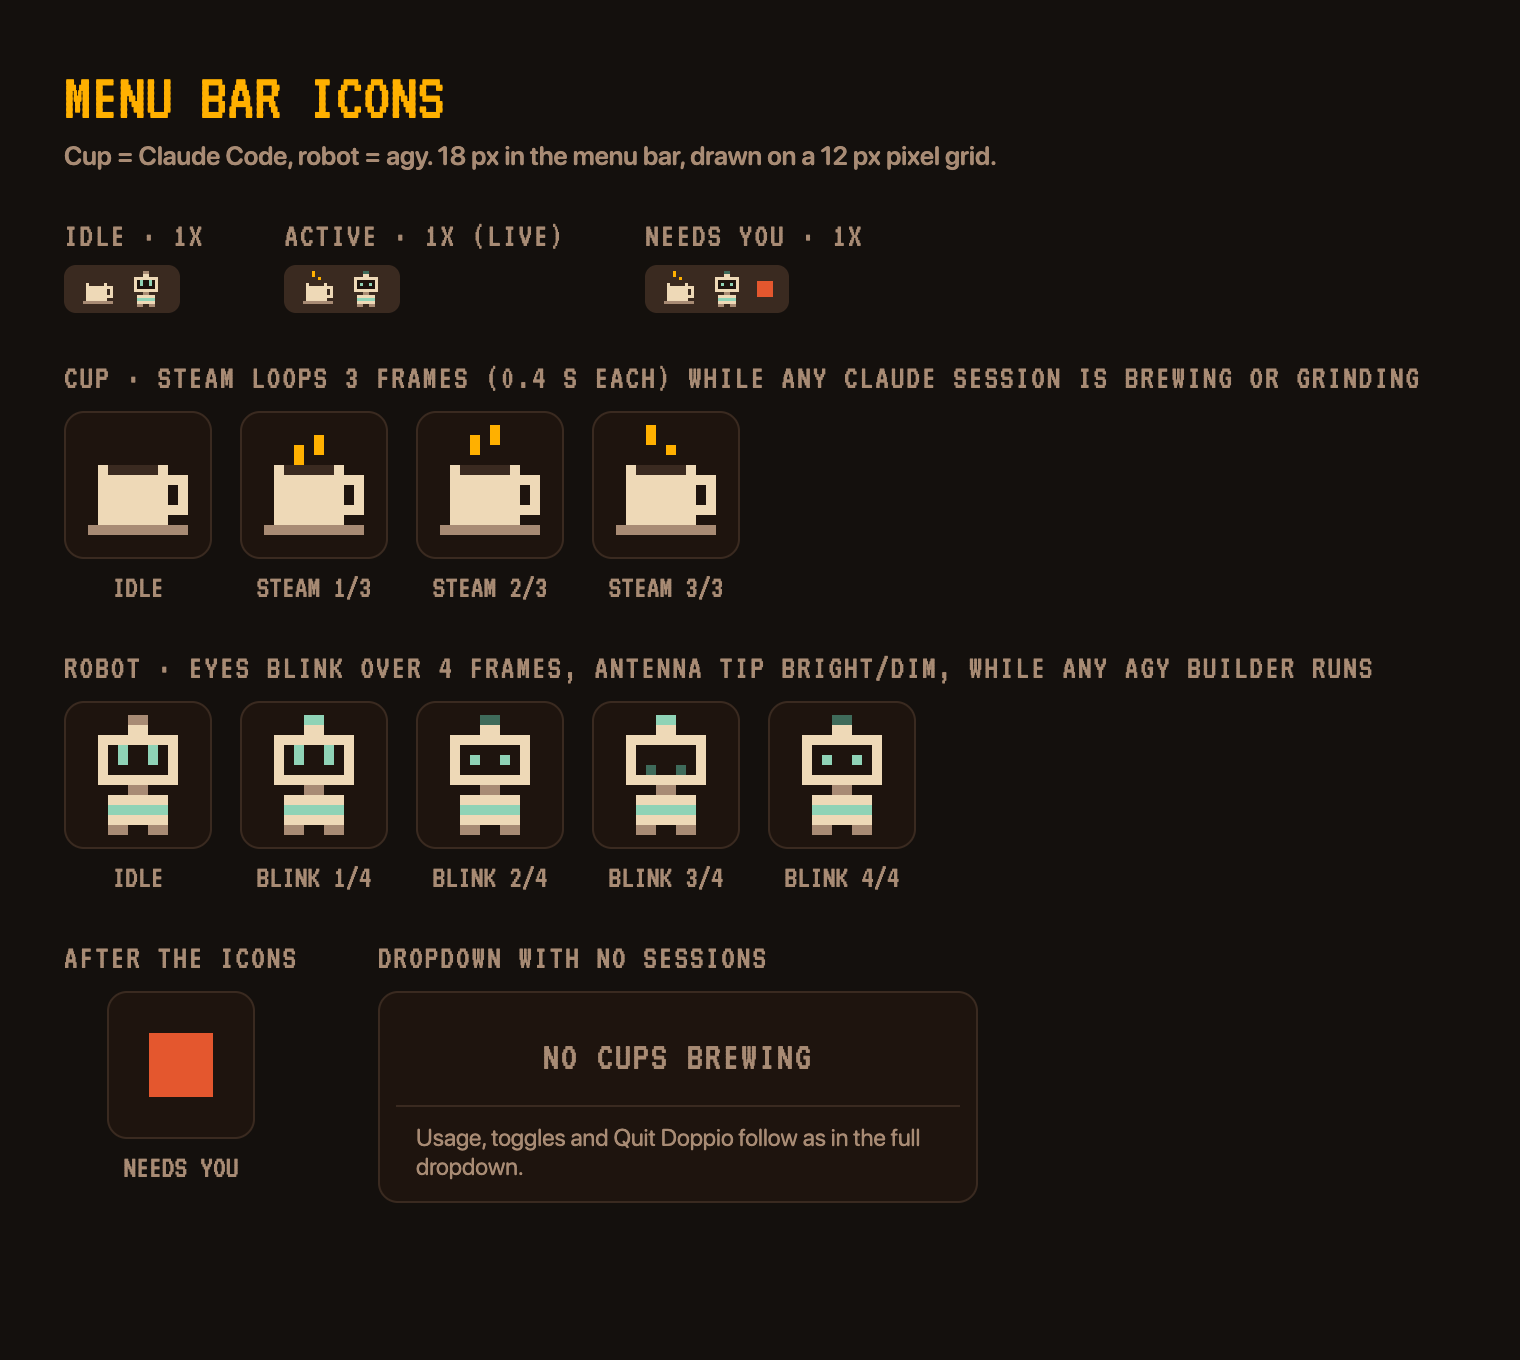 MENU BAR ICONS
Cup = Claude Code, robot = agy. 18 px in the menu bar, drawn on a 12 px pixel grid.
IDLE · 1X
ACTIVE · 1X (LIVE)
NEEDS YOU · 1X
CUP · STEAM LOOPS 3 FRAMES (0.4 S EACH) WHILE ANY CLAUDE SESSION IS BREWING OR GRINDING
IDLE
STEAM 1/3
STEAM 2/3
STEAM 3/3
ROBOT · EYES BLINK OVER 4 FRAMES, ANTENNA TIP BRIGHT/DIM, WHILE ANY AGY BUILDER RUNS
IDLE
BLINK 1/4
BLINK 2/4
BLINK 3/4
BLINK 4/4
AFTER THE ICONS
NEEDS YOU
DROPDOWN WITH NO SESSIONS
NO CUPS BREWING
Usage, toggles and Quit Doppio follow as in the full
dropdown.